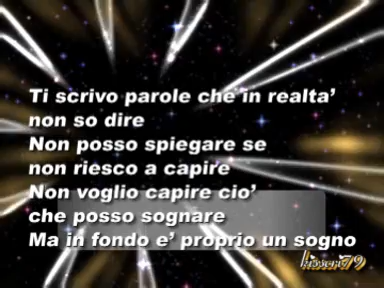 Ti scrivo parole che in realta'
non so dire
Non posso spiegare se
non riesco a capire
Non voglio capire cio'
che posso sognare
Ma in fondo e' proprio un sogno